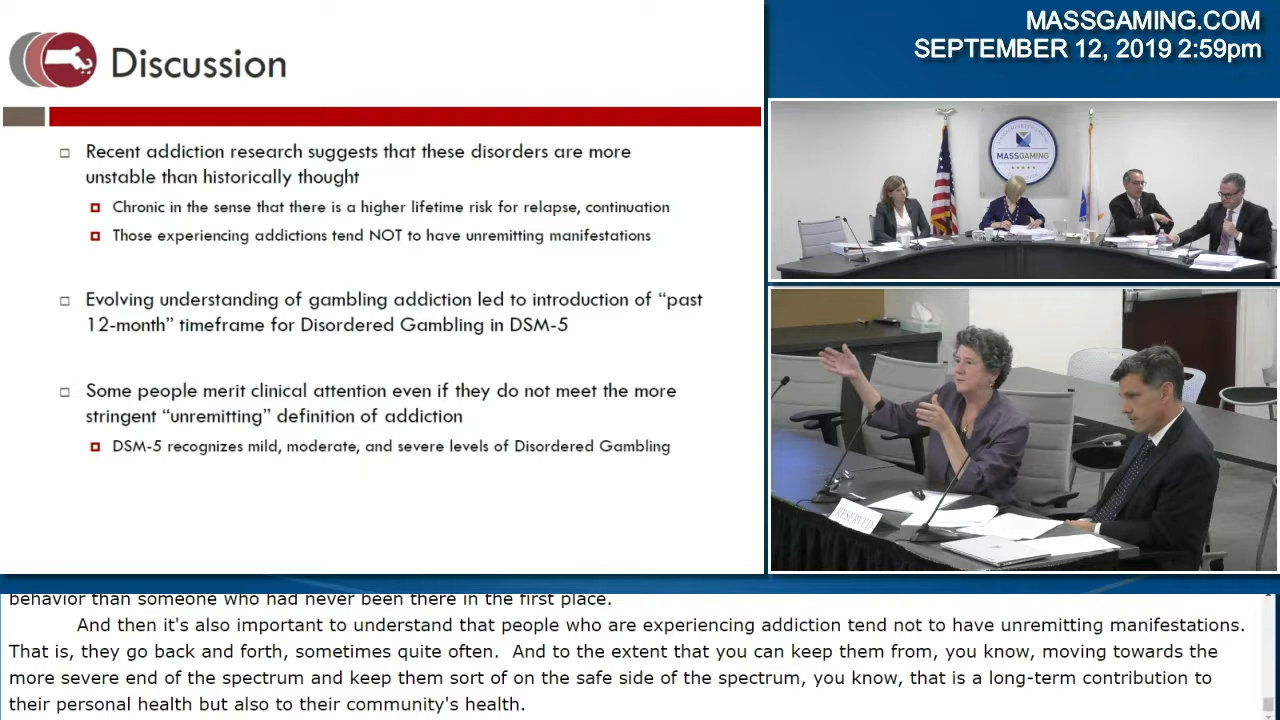 MASSGAMING.COM
SEPTEMBER 12, 2019 2:59pm
Discussion
Recent addiction research suggests that these disorders are more
unstable than historically thought
Chronic in the sense that there is a higher lifetime risk for relapse, continuation
Those experiencing addictions tend NOT to have unremitting manifestations
Evolving understanding of gambling addiction led to introduction of “past
12-month” timeframe for Disordered Gambling in DSM-5
Some people merit clinical attention even if they do not meet the more
stringent “unremitting” definition of addiction
DSM-5 recognizes mild, moderate, and severe levels of Disordered Gambling
MASSGAMING
RESERVED
behavior than someone who had never been there in the first place.
And then it's also important to understand that people who are experiencing addiction tend not to have unremitting manifestations.
That is, they go back and forth, sometimes quite often. And to the extent that you can keep them from, you know, moving towards the
more severe end of the spectrum and keep them sort of on the safe side of the spectrum, you know, that is a long-term contribution to
their personal health but also to their community's health.